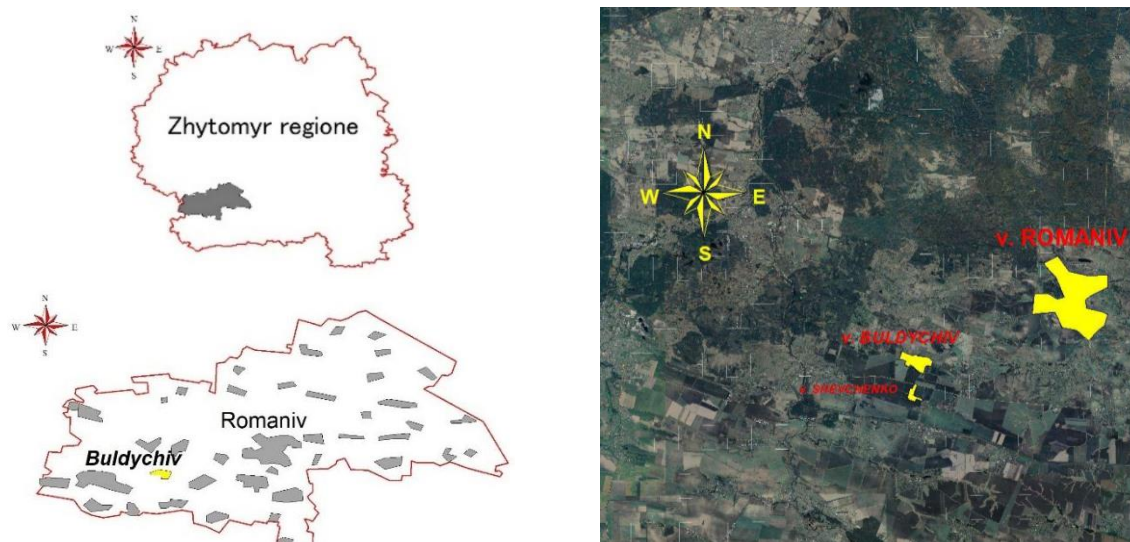 N
W E
S
Zhytomyr regione
N
W E
S
Romaniv
Buldychiv
N
W E
S
v. ROMANIV
v. BULDYCHIV
v. SHEVCHENKO